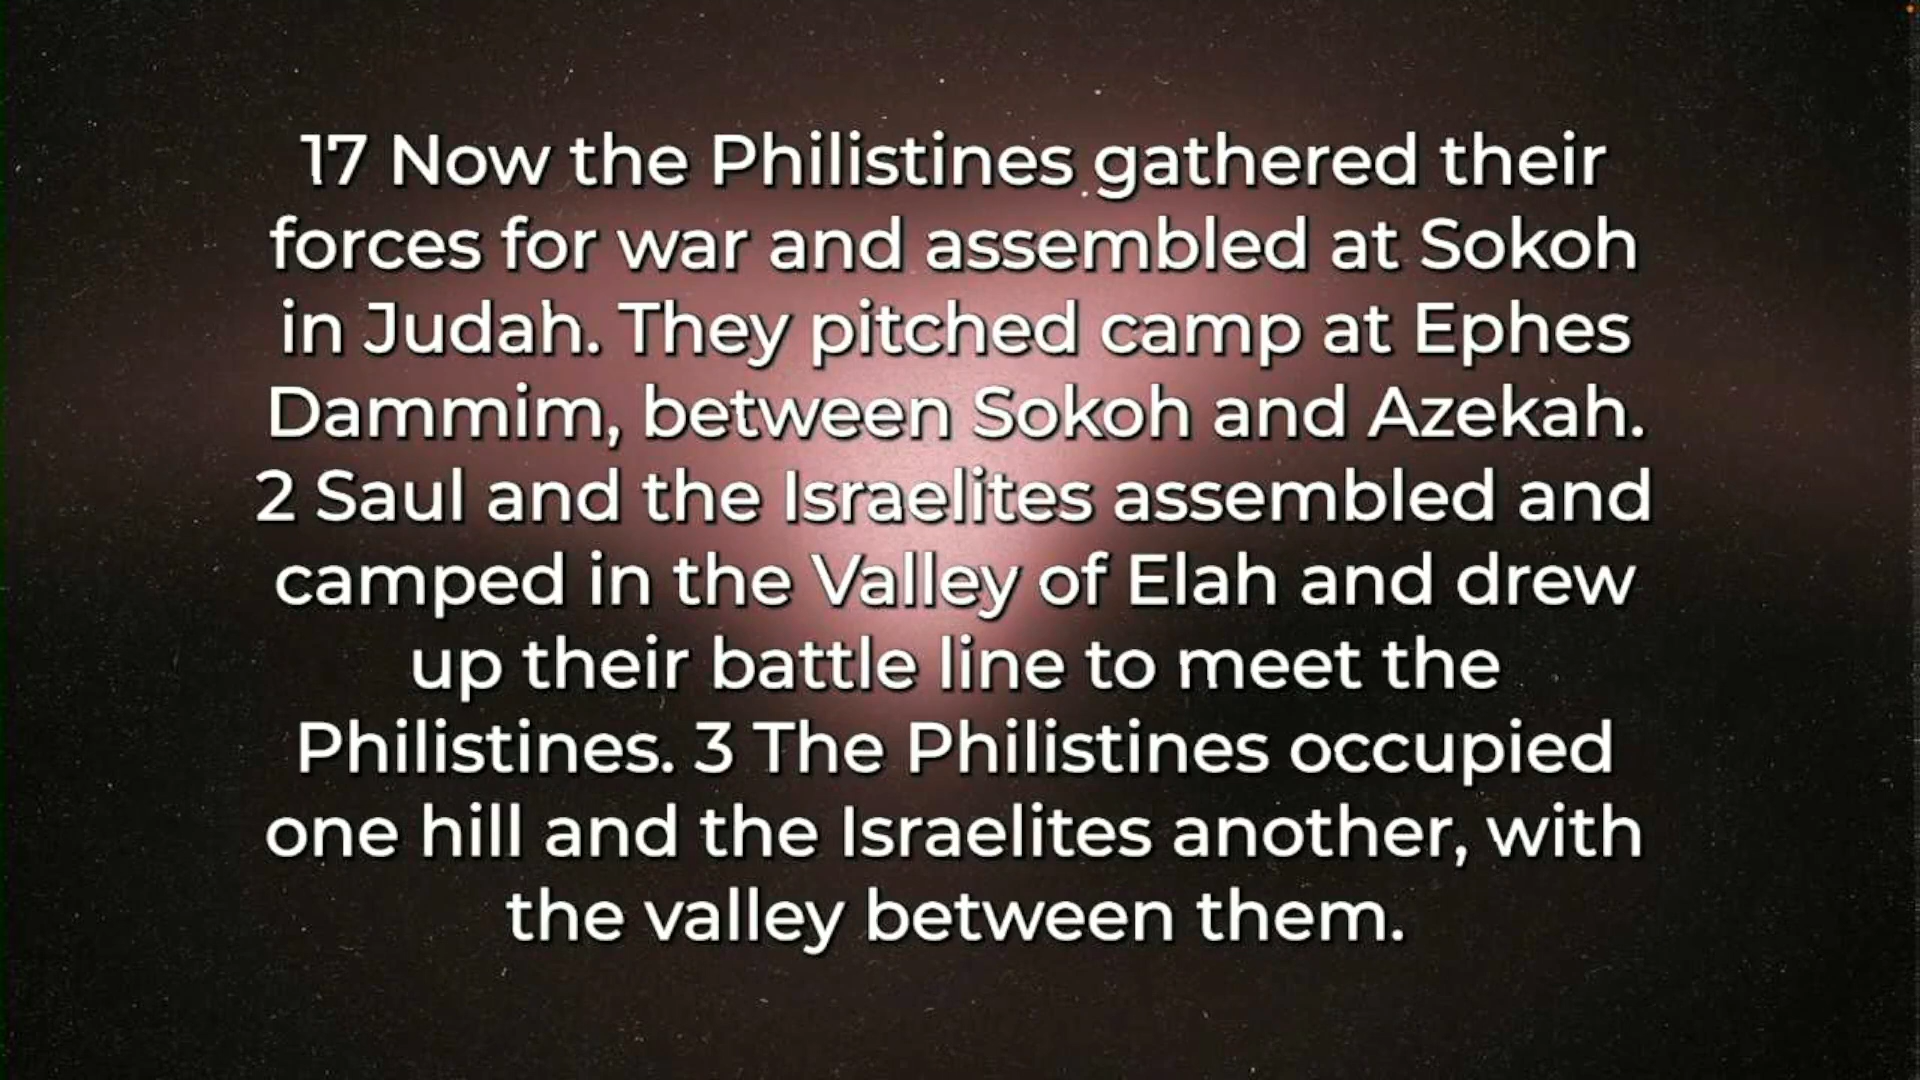 17 Now the Philistines gathered their
forces for war and assembled at Sokoh
in Judah. They pitched camp at Ephes
Dammim, between Sokoh and Azekah.
2 Saul and the Israelites assembled and
camped in the Valley of Elah and drew
up their battle line to meet the
Philistines. 3 The Philistines occupied
one hill and the Israelites another, with
the valley between them.